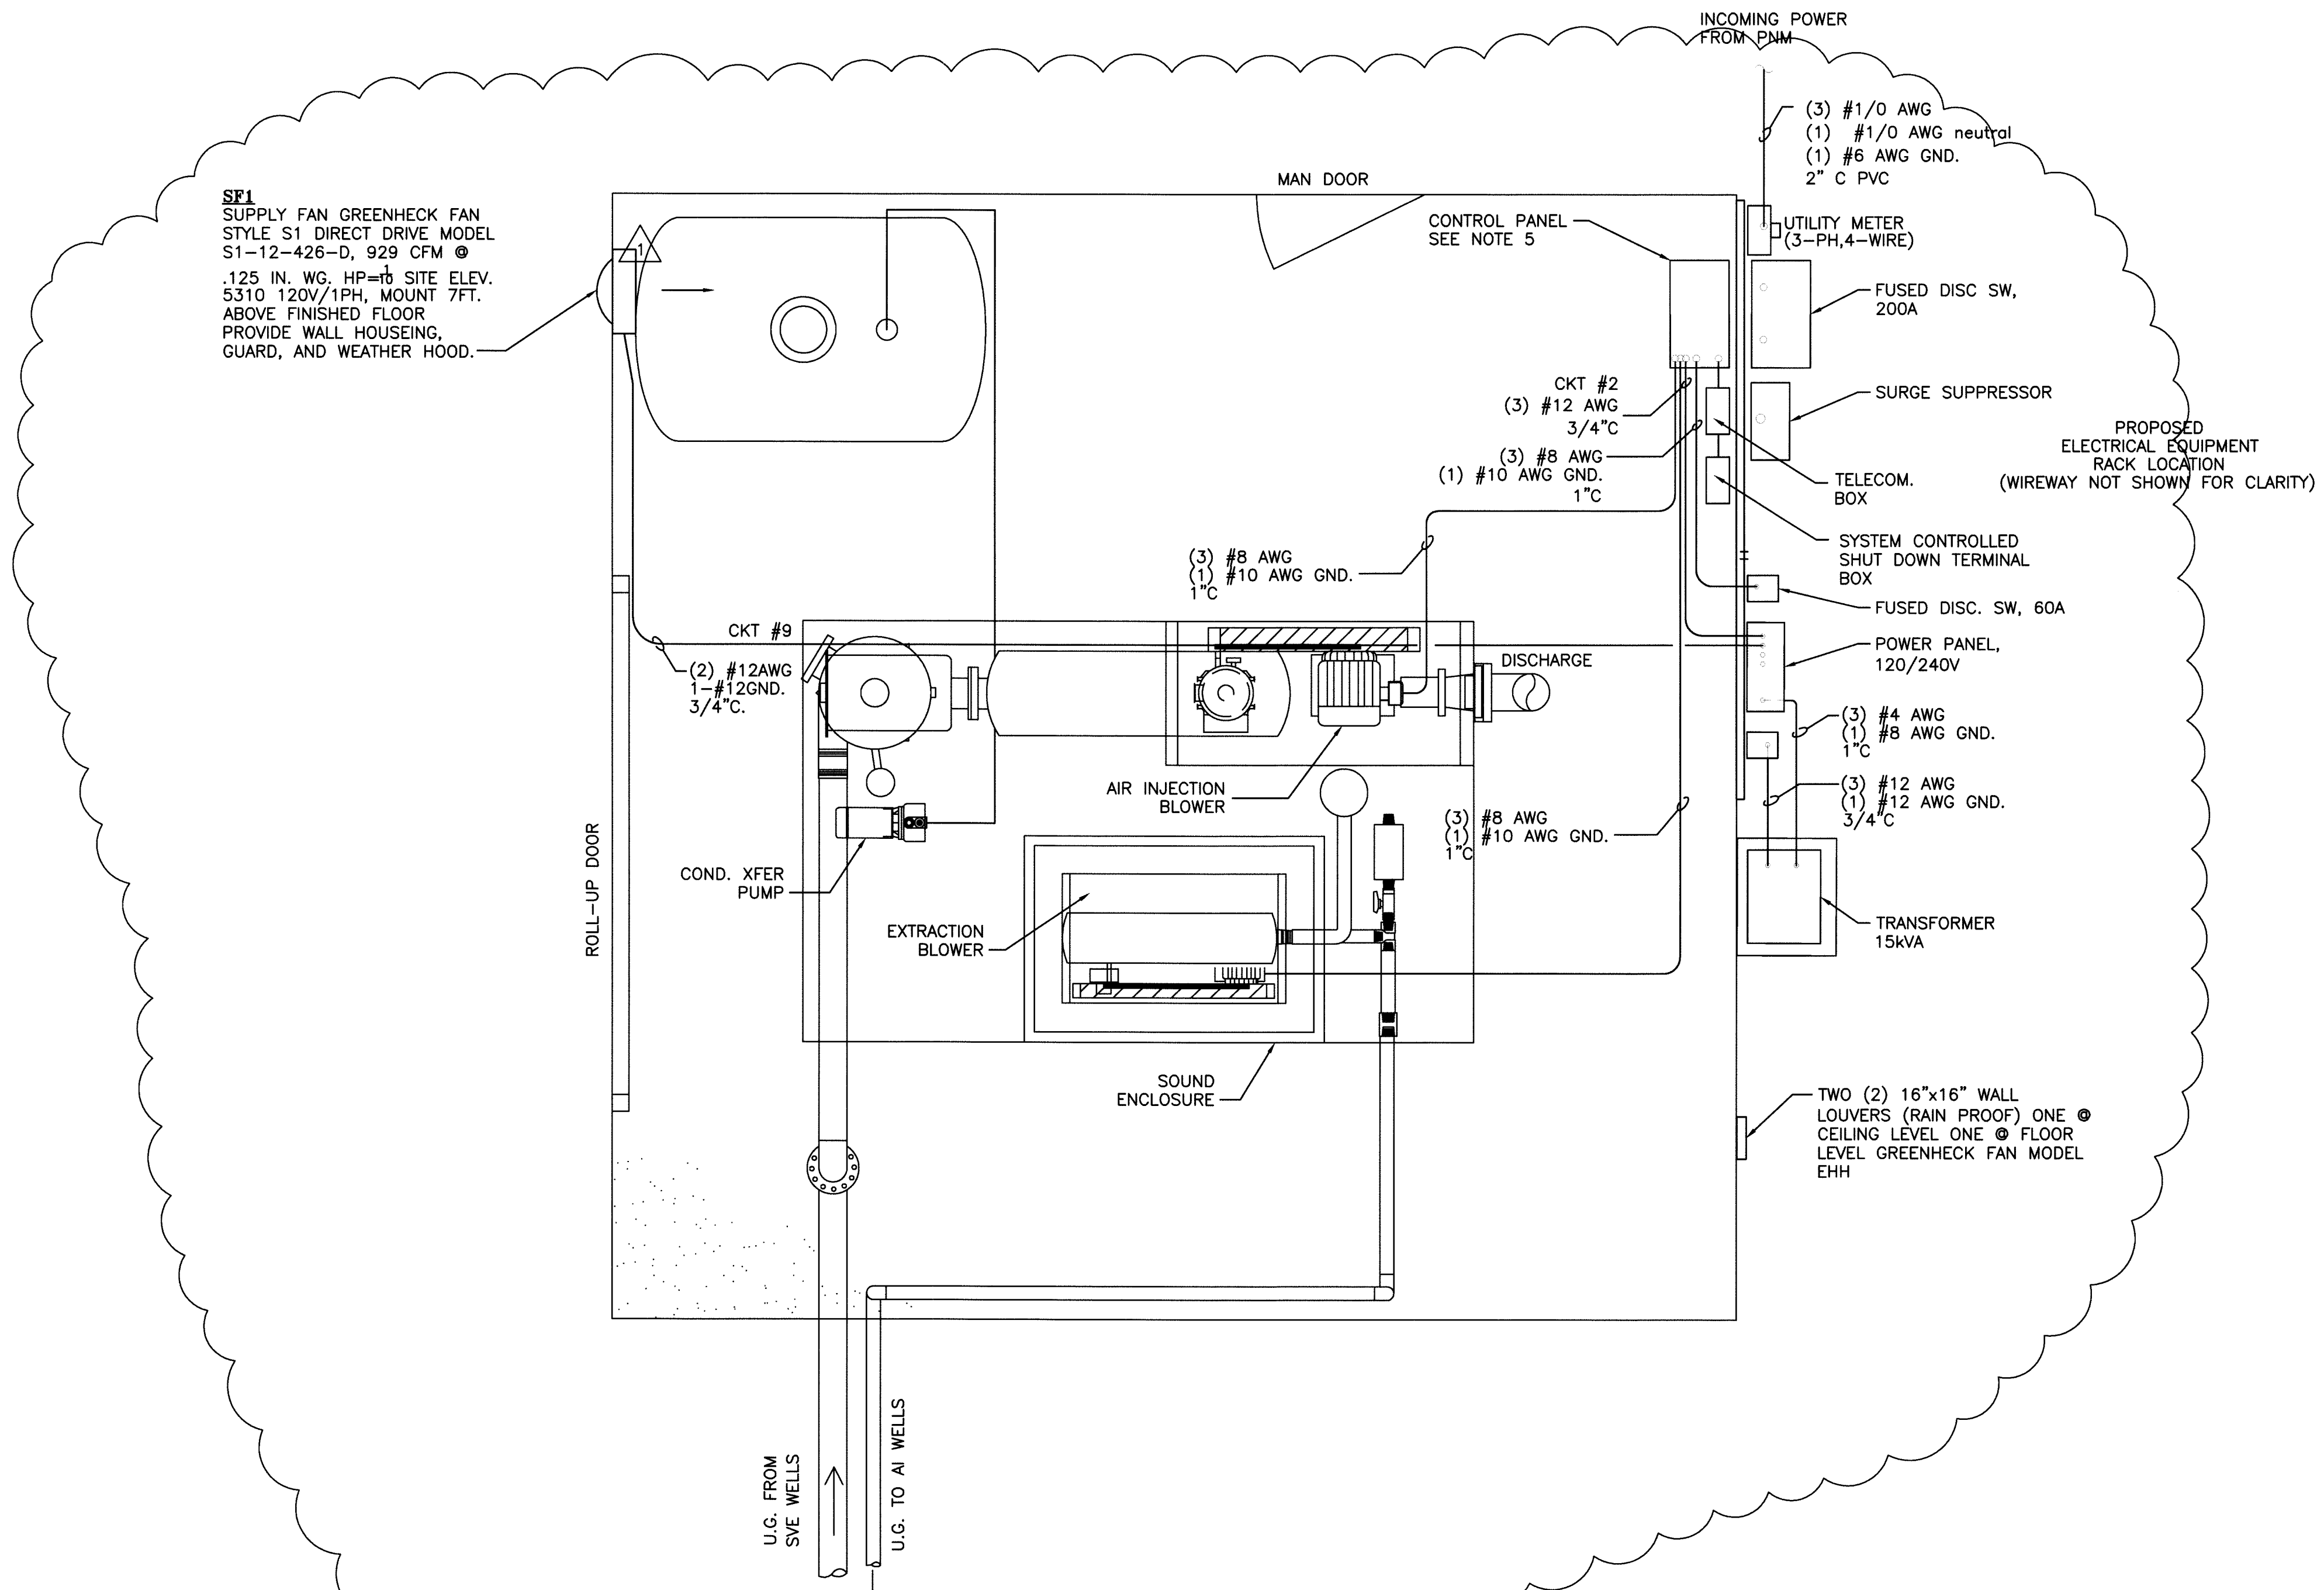 INCOMING POWER
FROM PNM
(3) #1/0 AWG
(1) #1/0 AWG neutral
(1) #6 AWG GND.
2" C PVC
SF1
SUPPLY FAN GREENHECK FAN
STYLE S1 DIRECT DRIVE MODEL
S1-12-426-D, 929 CFM @
.125 IN. WG. HP=1/10 SITE ELEV.
5310 120V/1PH, MOUNT 7FT.
ABOVE FINISHED FLOOR
PROVIDE WALL HOUSEING,
GUARD, AND WEATHER HOOD.
1
MAN DOOR
CONTROL PANEL
SEE NOTE 5
UTILITY METER
(3-PH,4-WIRE)
FUSED DISC SW,
200A
SURGE SUPPRESSOR
PROPOSED
ELECTRICAL EQUIPMENT
RACK LOCATION
(WIREWAY NOT SHOWN FOR CLARITY)
CKT #2
(3) #12 AWG
3/4"C
(3) #8 AWG
(1) #10 AWG GND.
1"C
TELECOM.
BOX
SYSTEM CONTROLLED
SHUT DOWN TERMINAL
BOX
FUSED DISC. SW, 60A
(3) #8 AWG
(1) #10 AWG GND.
1"C
CKT #9
(2) #12AWG
1-#12GND.
3/4"C.
DISCHARGE
POWER PANEL,
120/240V
(3) #4 AWG
(1) #8 AWG GND.
1"C
(3) #12 AWG
(1) #12 AWG GND.
3/4"C
AIR INJECTION
BLOWER
(3) #8 AWG
(1) #10 AWG GND.
1"C
ROLL-UP DOOR
COND. XFER
PUMP
EXTRACTION
BLOWER
TRANSFORMER
15kVA
SOUND
ENCLOSURE
TWO (2) 16"x16" WALL
LOUVERS (RAIN PROOF) ONE @
CEILING LEVEL ONE @ FLOOR
LEVEL GREENHECK FAN MODEL
EHH
U.G. FROM
SVE WELLS
U.G. TO AI WELLS